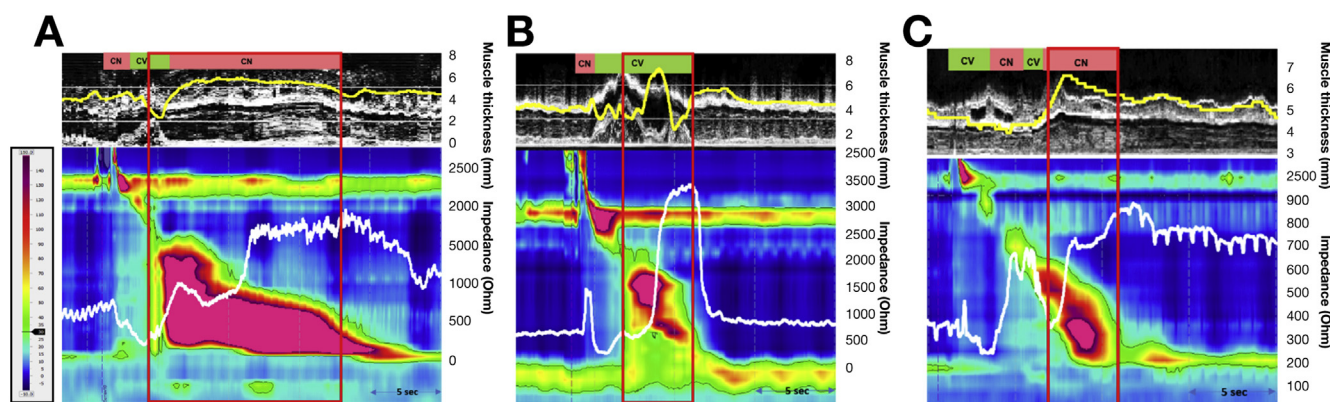 A
CN
CV
CN
8
6
4
2
0
Muscle thickness (mm)
2500
2000
5000
1000
500
0
Impedance (Ohm)
5 sec
B
CN
CV
8
6
4
2
Muscle thickness (mm)
2500
3500
3000
2500
2000
1500
1000
500
0
Impedance (Ohm)
5 sec
C
CV
CN
CV
CN
7
6
5
4
3
Muscle thickness (mm)
2500
900
800
700
600
500
400
300
200
100
Impedance (Ohm)
5 sec